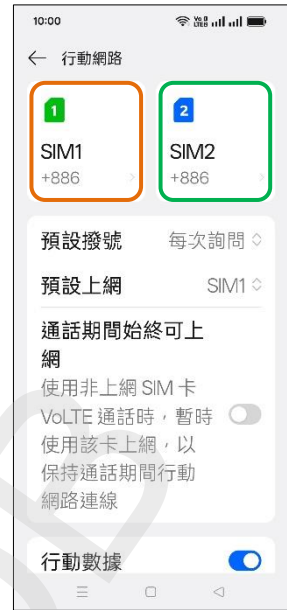 10:00
行動網路
1
2
SIM1
SIM2
+886
+886
預設撥號 每次詢問
預設上網 SIM1
通話期間始終可上
網
使用非上網 SIM 卡
VoLTE 通話時，暫時
使用該卡上網，以
保持通話期間行動
網路連線
行動數據